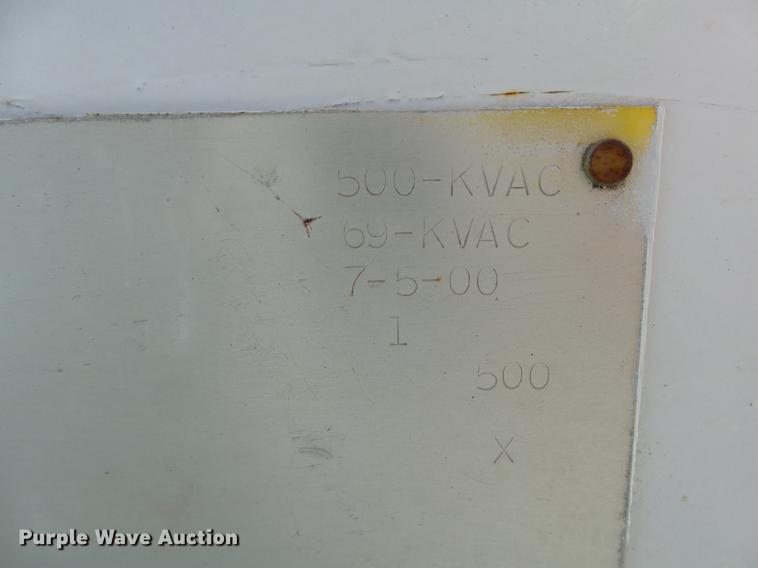 500-KVAC
69-KVAC
7-5-00
1
500
X
Purple Wave Auction